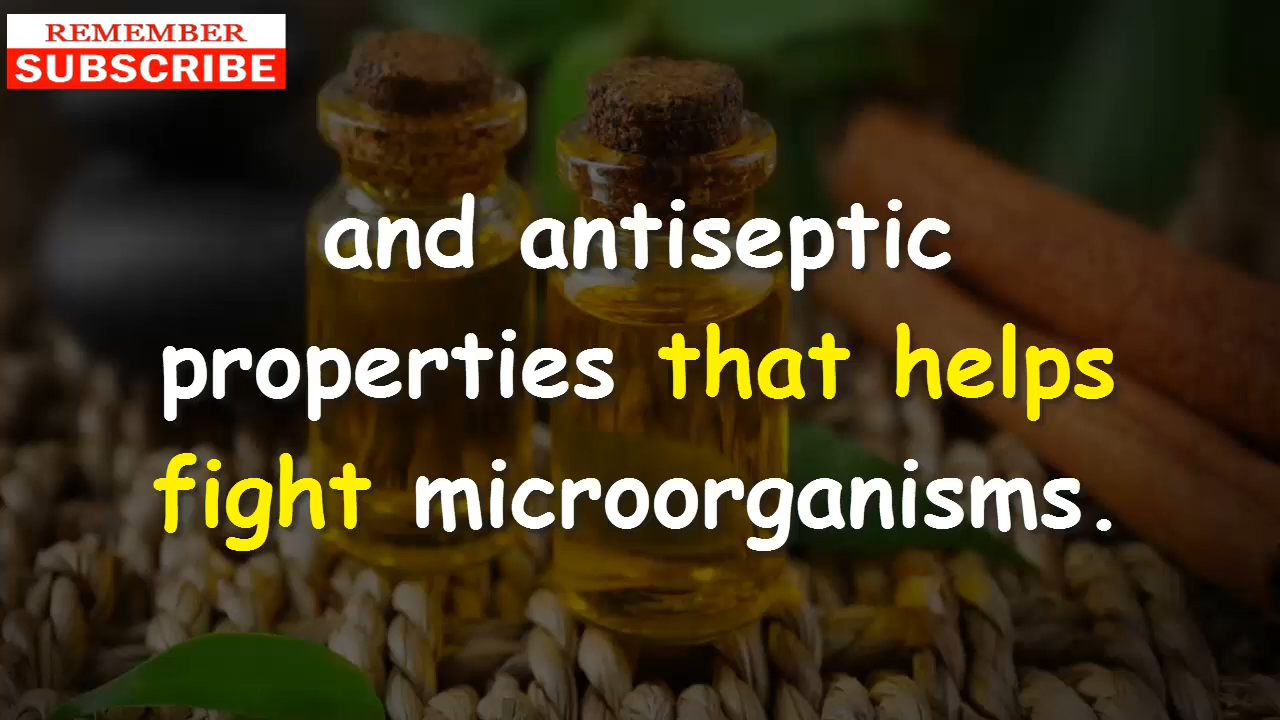 REMEMBER
SUBSCRIBE
and antiseptic
properties that helps
fight microorganisms.